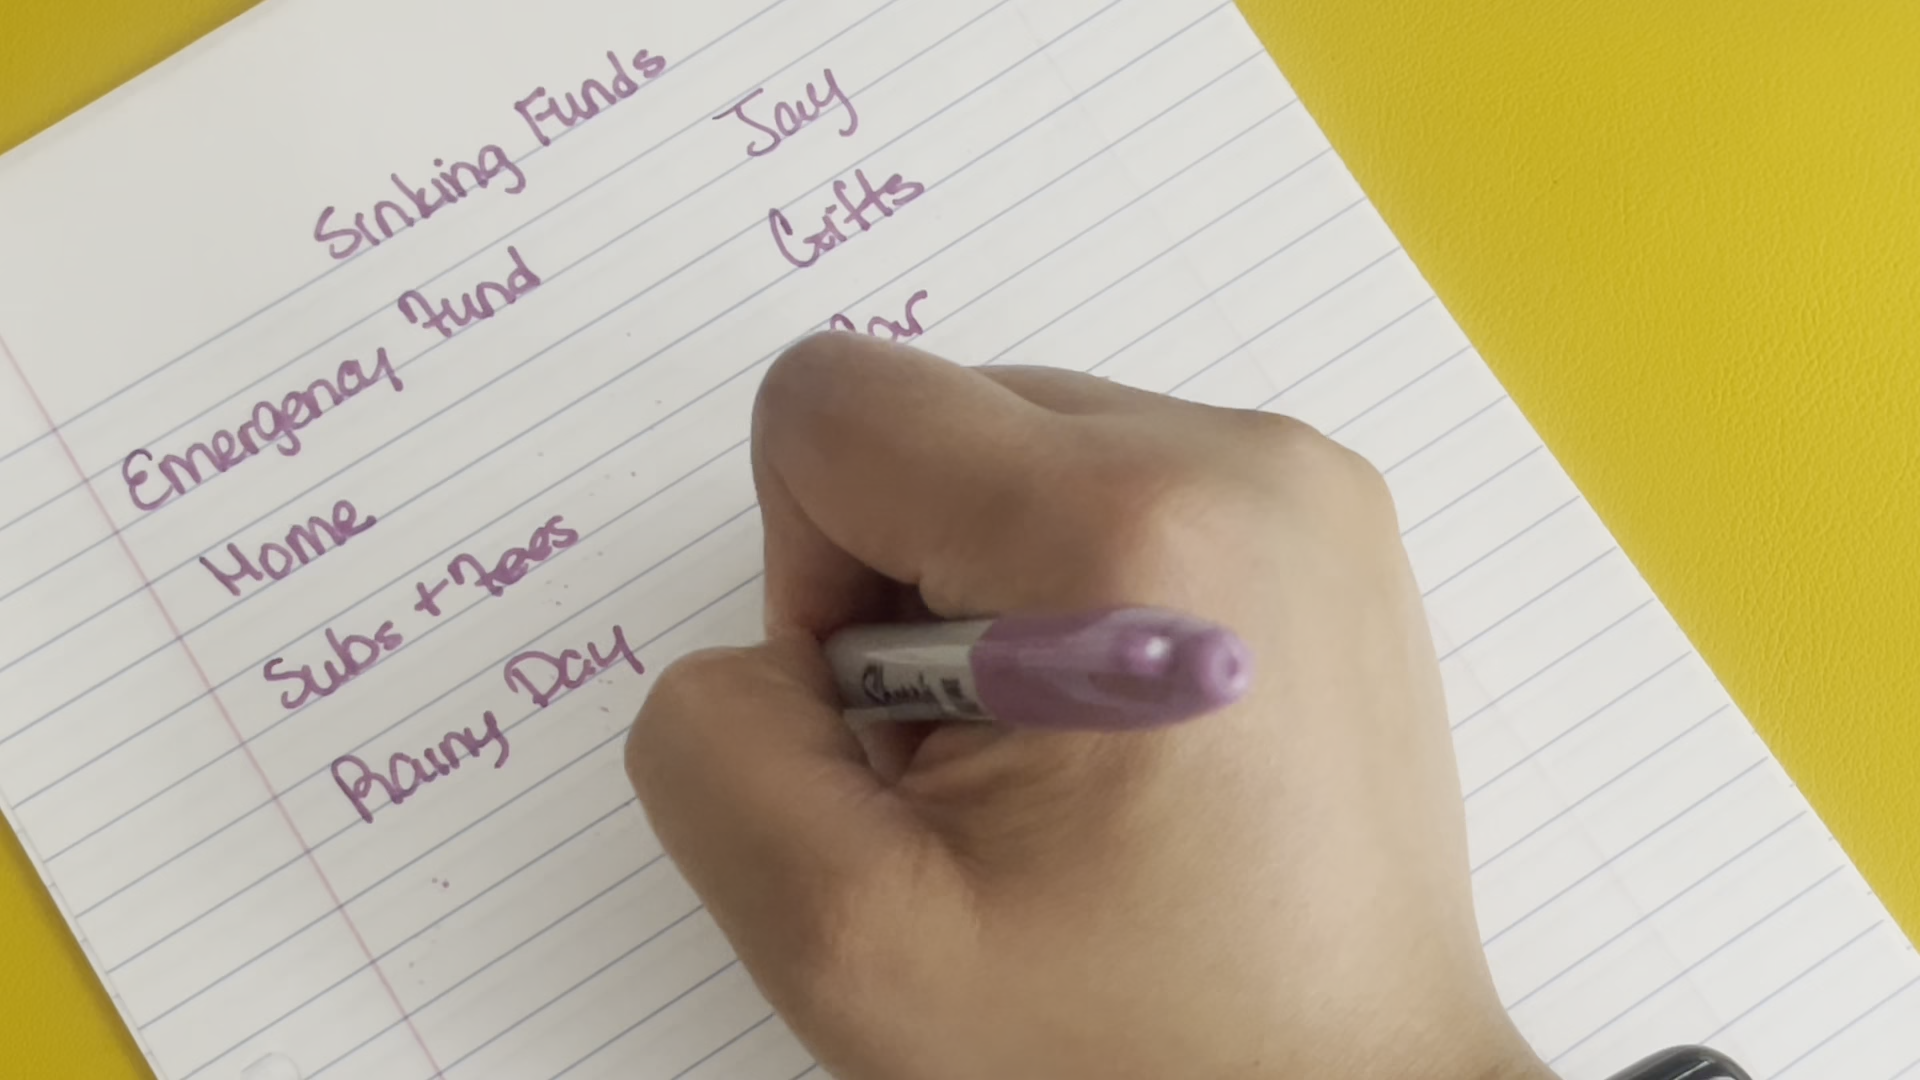 Sinking Funds
Emergency Fund
Home
Subs + Fees
Rainy Day
Jay
Gifts